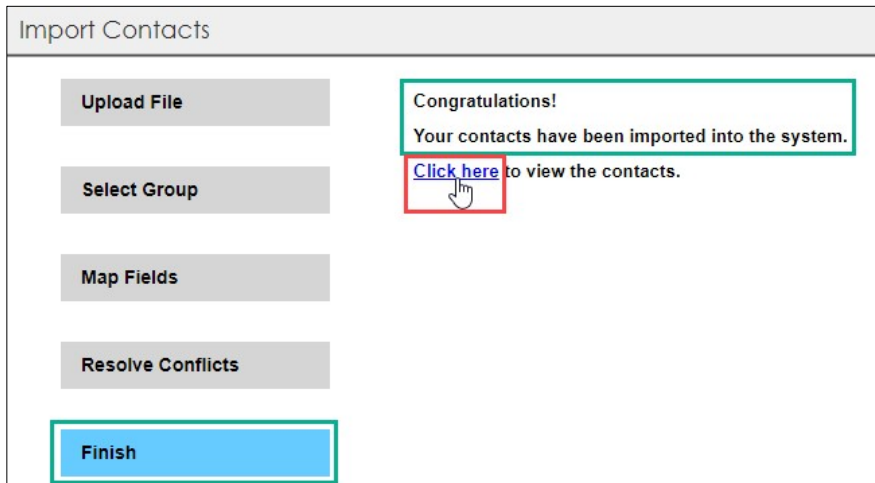 Import Contacts
Upload File
Select Group
Map Fields
Resolve Conflicts
Finish
Congratulations!
Your contacts have been imported into the system.
Click here to view the contacts.